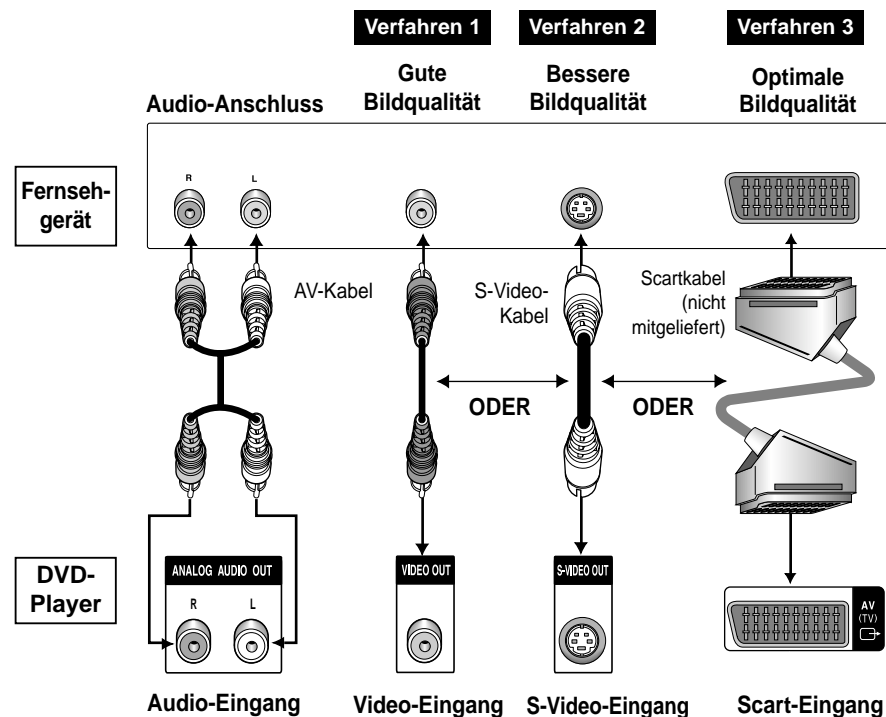 Verfahren 1
Verfahren 2
Verfahren 3
Audio-Anschluss
Gute
Bildqualität
Bessere
Bildqualität
Optimale
Bildqualität
Fernseh-
gerät
R
L
AV-Kabel
S-Video-
Kabel
Scartkabel
(nicht
mitgeliefert)
ODER
ODER
DVD-
Player
ANALOG AUDIO OUT
R
L
VIDEO OUT
S-VIDEO OUT
AV
(TV)
Audio-Eingang
Video-Eingang
S-Video-Eingang
Scart-Eingang